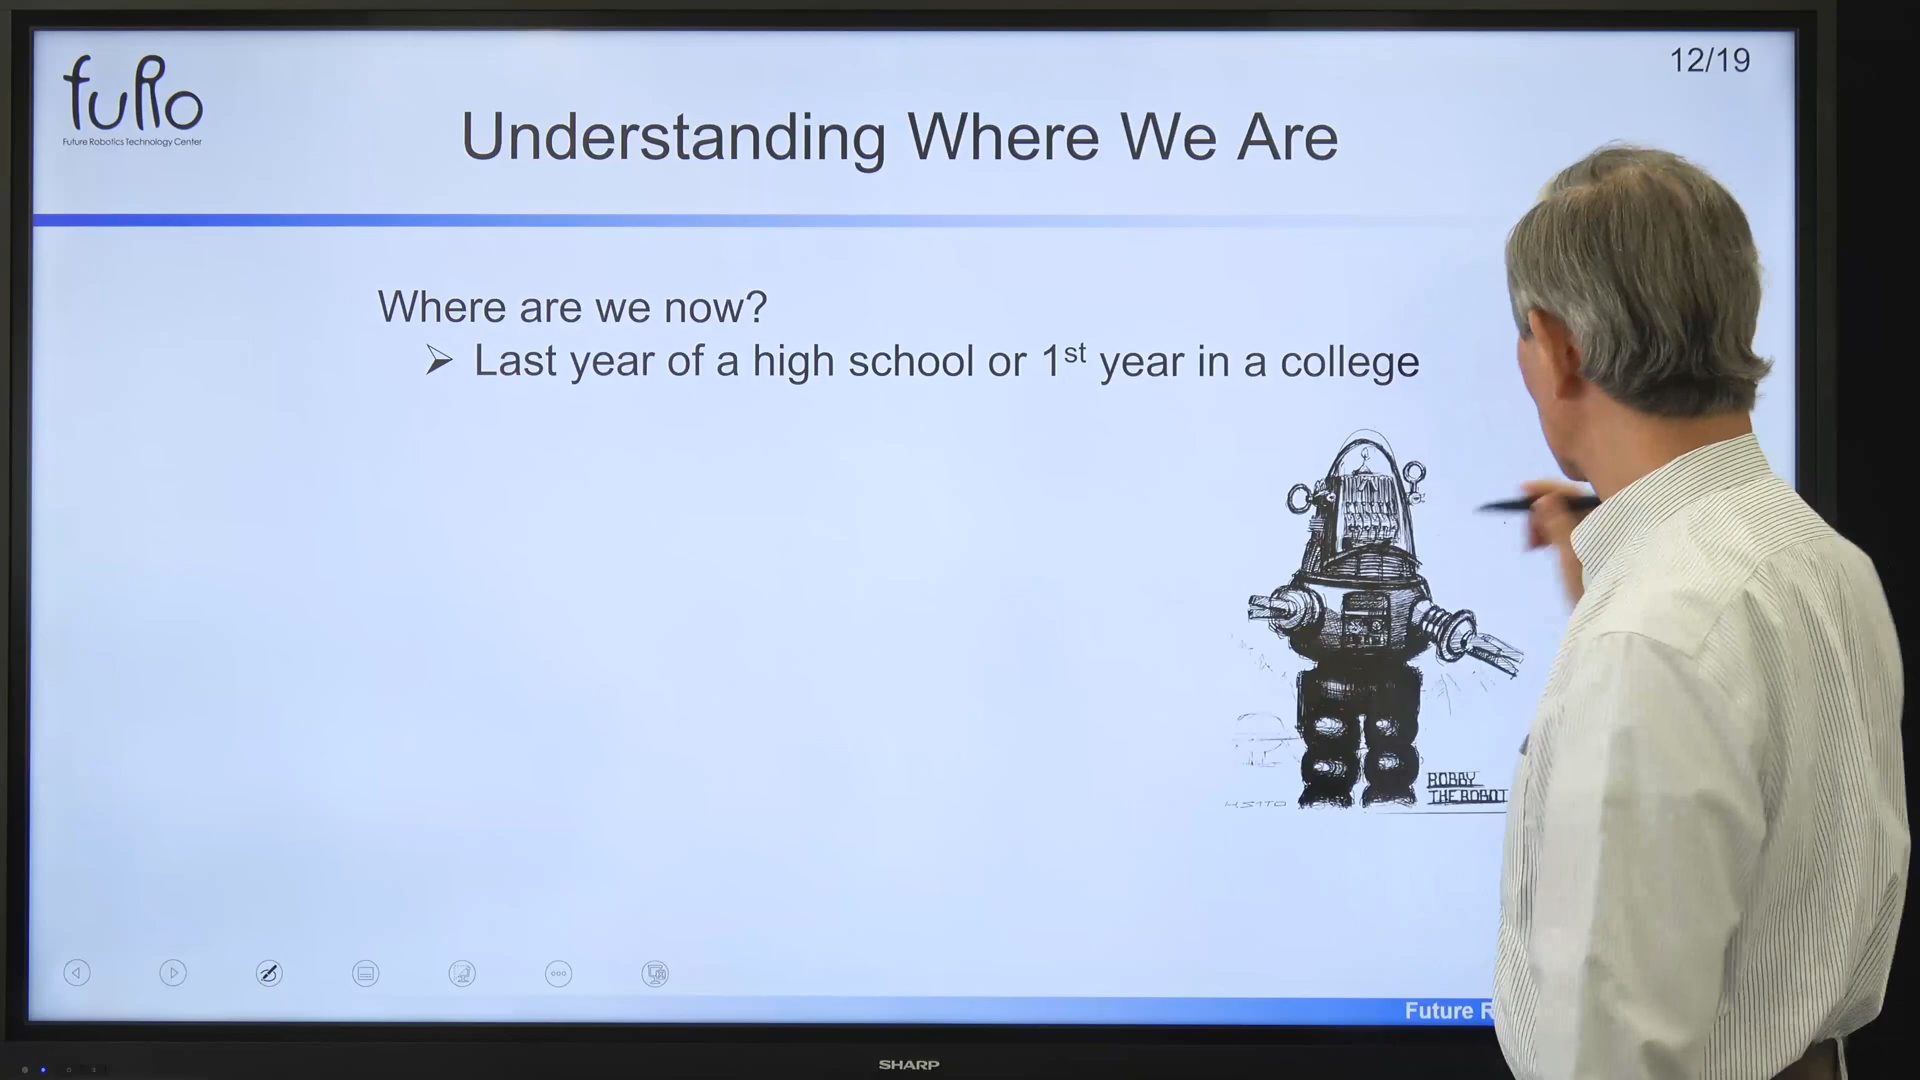 fuRo
Future Robotics Technology Center
12/19
Understanding Where We Are
Where are we now?
➢ Last year of a high school or 1st year in a college
ROBBY
THE ROBOT
K.SATO
Future R
SHARP